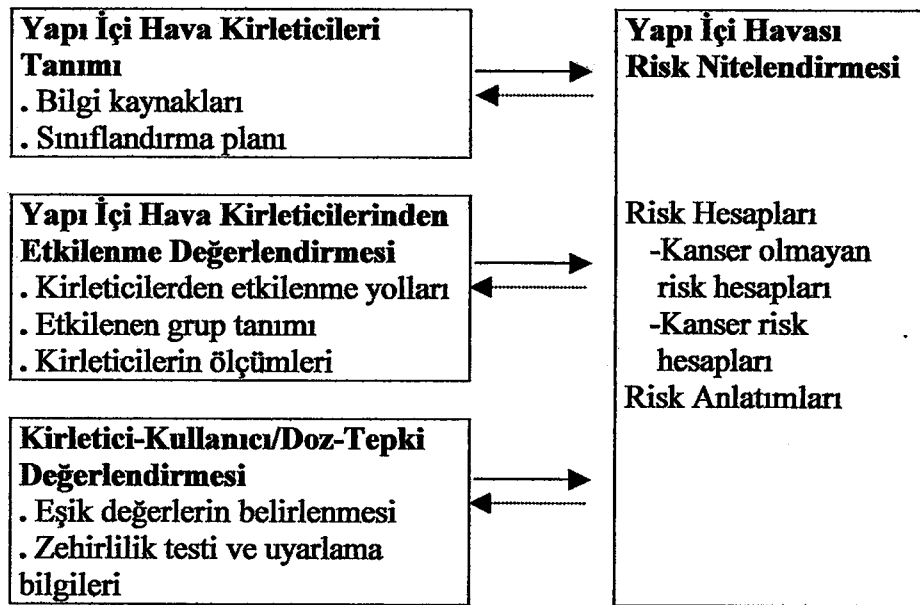 Yapı İçi Hava Kirleticileri
Tanımı
. Bilgi kaynakları
. Sınıflandırma planı
Yapı İçi Hava Kirleticilerinden
Etkilenme Değerlendirmesi
. Kirleticilerden etkilenme yolları
. Etkilenen grup tanımı
. Kirleticilerin ölçümleri
Kirletici-Kullanıcı/Doz-Tepki
Değerlendirmesi
. Eşik değerlerin belirlenmesi
. Zehirlilik testi ve uyarlama
bilgileri
Yapı İçi Havası
Risk Nitelendirmesi
Risk Hesapları
-Kanser olmayan
risk hesapları
-Kanser risk
hesapları
Risk Anlatımları